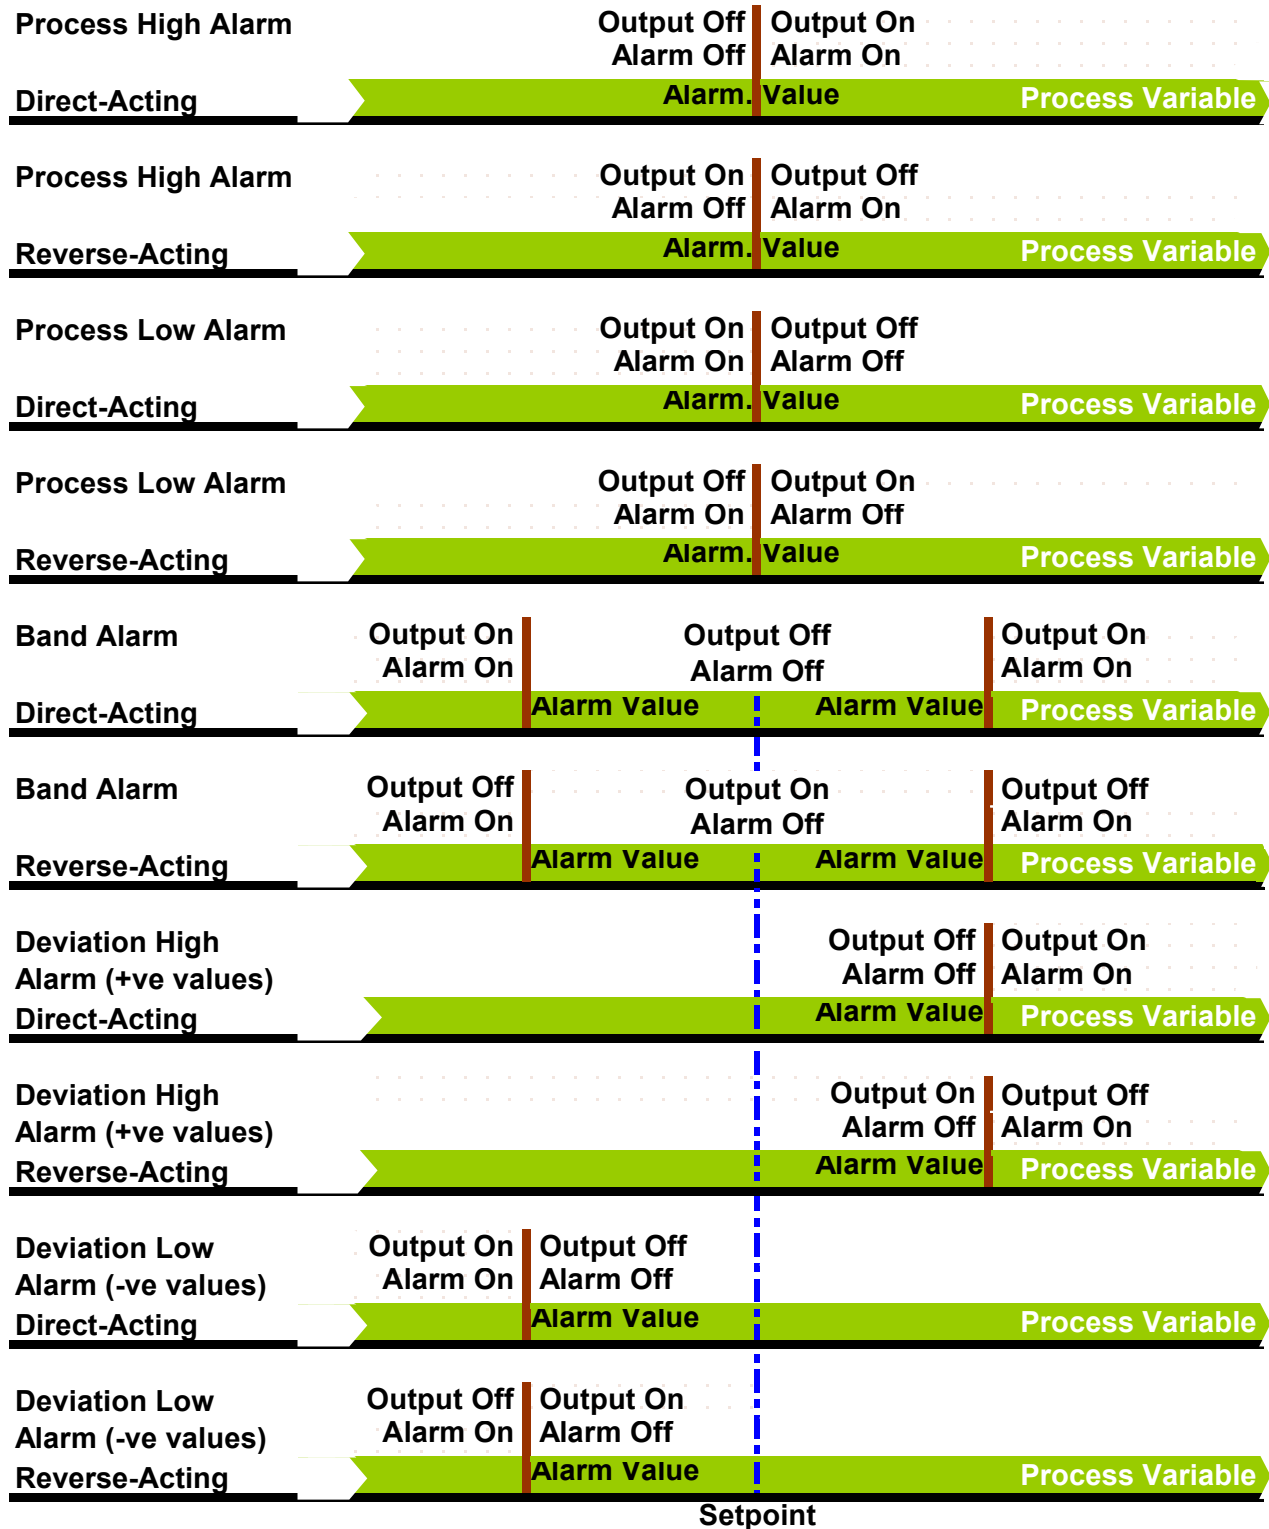 Process High Alarm Output Off Output On
Alarm Off Alarm On
Direct-Acting Alarm. Value Process Variable
Process High Alarm Output On Output Off
Alarm Off Alarm On
Reverse-Acting Alarm. Value Process Variable
Process Low Alarm Output On Output Off
Alarm On Alarm Off
Direct-Acting Alarm. Value Process Variable
Process Low Alarm Output Off Output On
Alarm On Alarm Off
Reverse-Acting Alarm. Value Process Variable
Band Alarm Output On Output Off Output On
Alarm On Alarm Off Alarm On
Direct-Acting Alarm Value Alarm Value Process Variable
Band Alarm Output Off Output On Output Off
Alarm On Alarm Off Alarm On
Reverse-Acting Alarm Value Alarm Value Process Variable
Deviation High Output Off Output On
Alarm (+ve values) Alarm Off Alarm On
Direct-Acting Alarm Value Process Variable
Deviation High Output On Output Off
Alarm (+ve values) Alarm Off Alarm On
Reverse-Acting Alarm Value Process Variable
Deviation Low Output On Output Off
Alarm (-ve values) Alarm On Alarm Off
Direct-Acting Alarm Value Process Variable
Deviation Low Output Off Output On
Alarm (-ve values) Alarm On Alarm Off
Reverse-Acting Alarm Value Process Variable
Setpoint